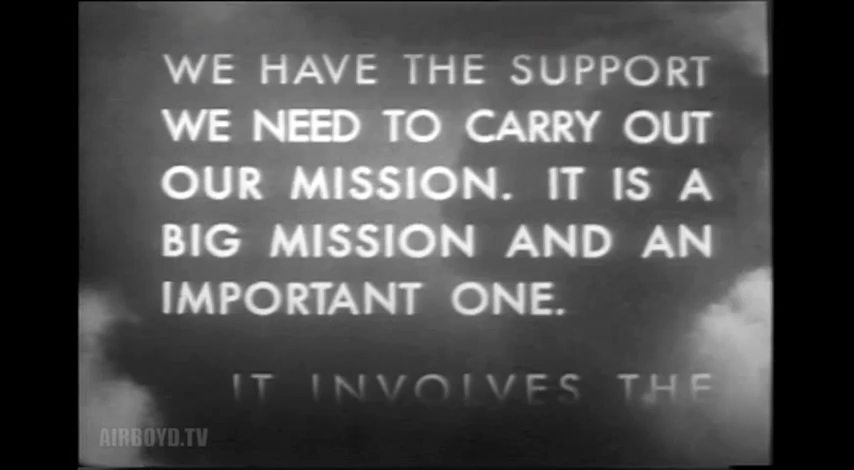 WE HAVE THE SUPPORT
WE NEED TO CARRY OUT
OUR MISSION. IT IS A
BIG MISSION AND AN
IMPORTANT ONE.
IT INVOLVES THE
AIRBOYD.TV